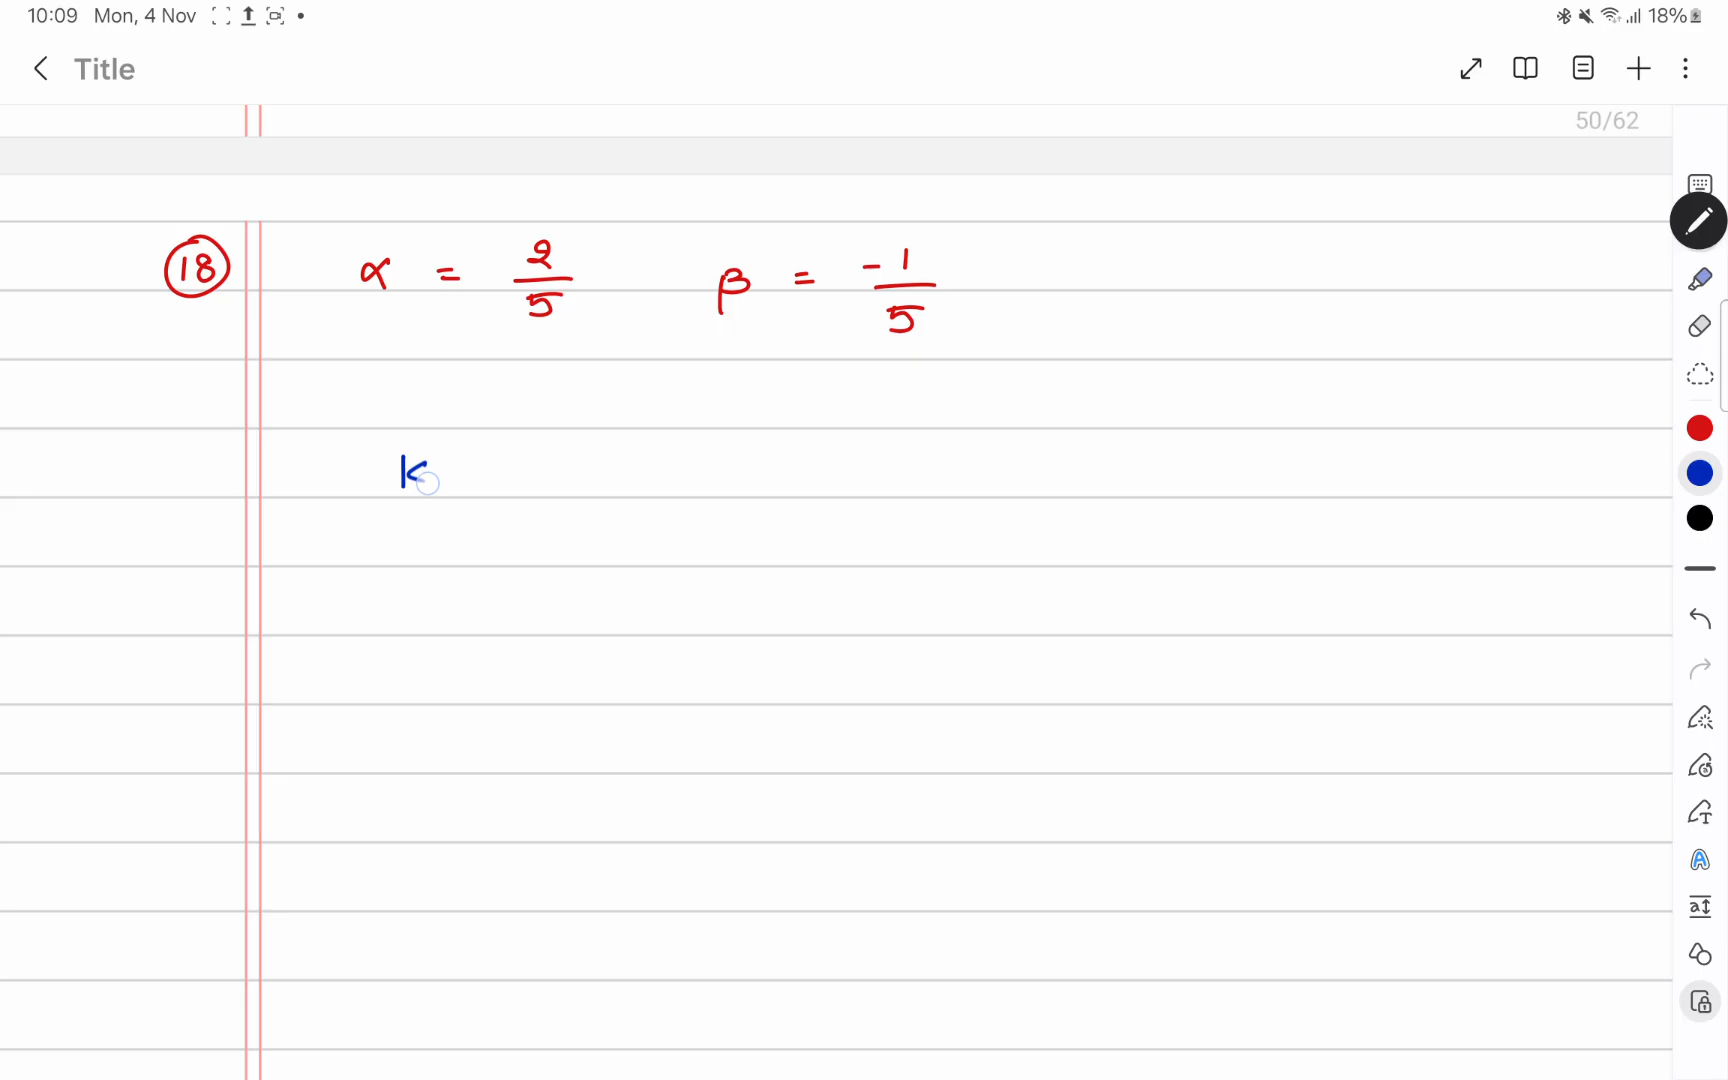 10:09 Mon, 4 Nov 18%
Title
50/62
18 α = 2/5 β = -1/5
K